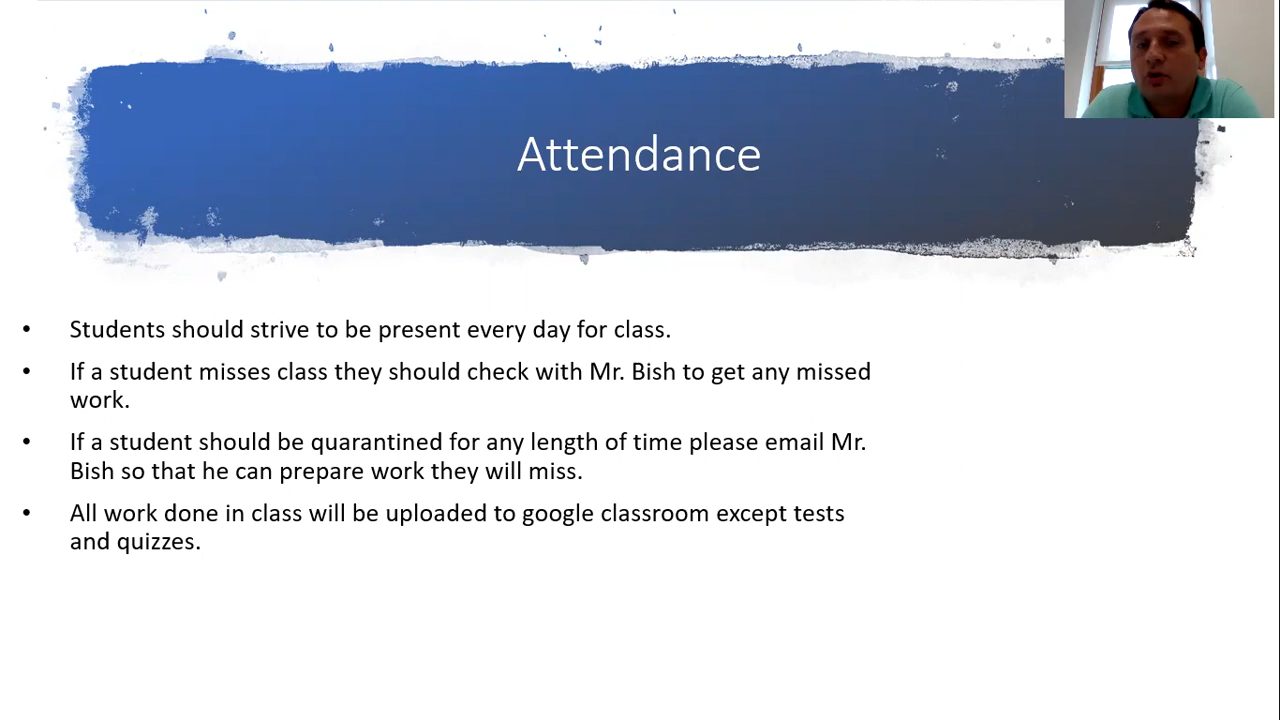 Attendance
• Students should strive to be present every day for class.
• If a student misses class they should check with Mr. Bish to get any missed
work.
• If a student should be quarantined for any length of time please email Mr.
Bish so that he can prepare work they will miss.
• All work done in class will be uploaded to google classroom except tests
and quizzes.